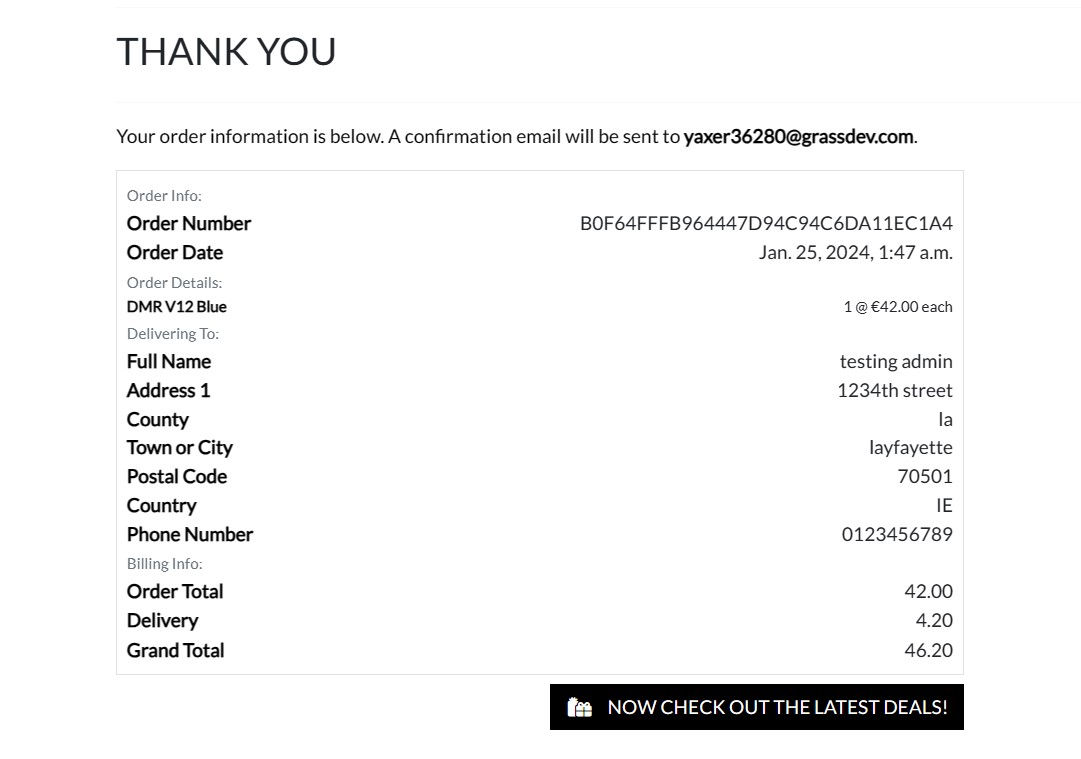 THANK YOU
Your order information is below. A confirmation email will be sent to yaxer36280@grassdev.com.
Order Info:
Order Number B0F64FFFB964447D94C94C6DA11EC1A4
Order Date Jan. 25, 2024, 1:47 a.m.
Order Details:
DMR V12 Blue 1 @ €42.00 each
Delivering To:
Full Name testing admin
Address 1 1234th street
County la
Town or City layfayette
Postal Code 70501
Country IE
Phone Number 0123456789
Billing Info:
Order Total 42.00
Delivery 4.20
Grand Total 46.20
NOW CHECK OUT THE LATEST DEALS!